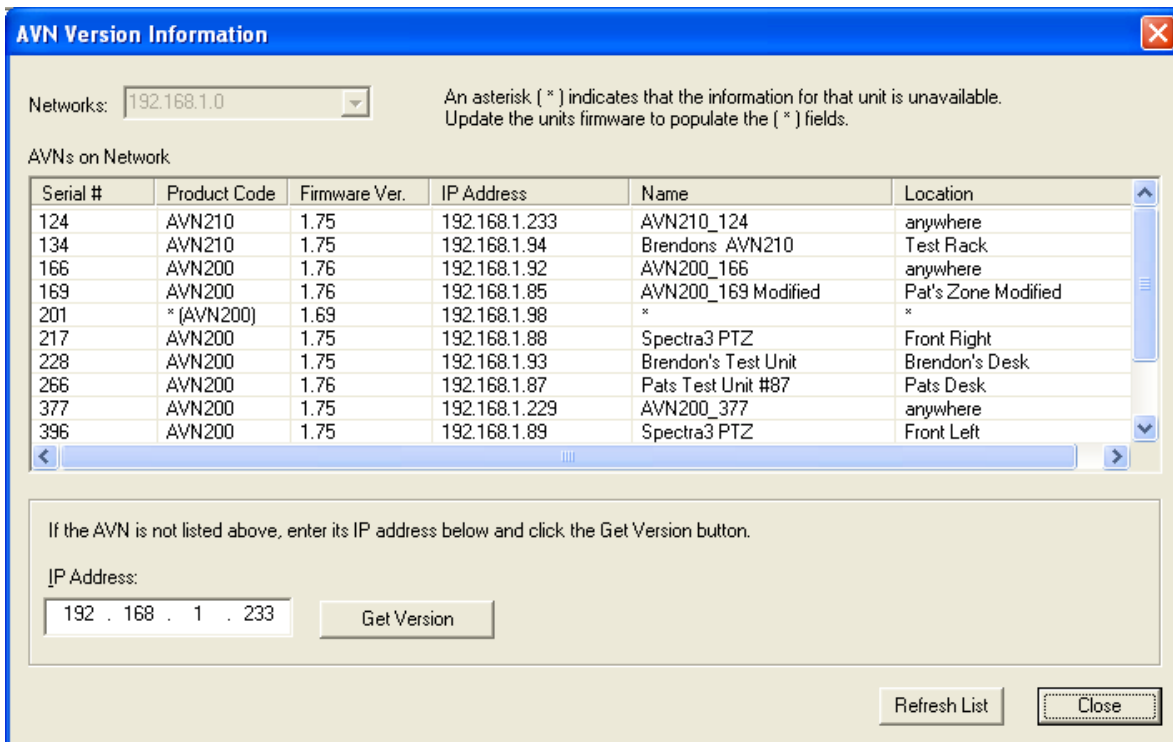 AVN Version Information
Networks: 192.168.1.0
An asterisk ( * ) indicates that the information for that unit is unavailable.
Update the units firmware to populate the ( * ) fields.
AVNs on Network
Serial # Product Code Firmware Ver. IP Address Name Location
124 AVN210 1.75 192.168.1.233 AVN210_124 anywhere
134 AVN210 1.75 192.168.1.94 Brendons AVN210 Test Rack
166 AVN200 1.76 192.168.1.92 AVN200_166 anywhere
169 AVN200 1.76 192.168.1.85 AVN200_169 Modified Pat's Zone Modified
201 * (AVN200) 1.69 192.168.1.98 * *
217 AVN200 1.75 192.168.1.88 Spectra3 PTZ Front Right
228 AVN200 1.75 192.168.1.93 Brendon's Test Unit Brendon's Desk
266 AVN200 1.76 192.168.1.87 Pats Test Unit #87 Pats Desk
377 AVN200 1.75 192.168.1.229 AVN200_377 anywhere
396 AVN200 1.75 192.168.1.89 Spectra3 PTZ Front Left
If the AVN is not listed above, enter its IP address below and click the Get Version button.
IP Address:
192 . 168 . 1 . 233 Get Version
Refresh List Close